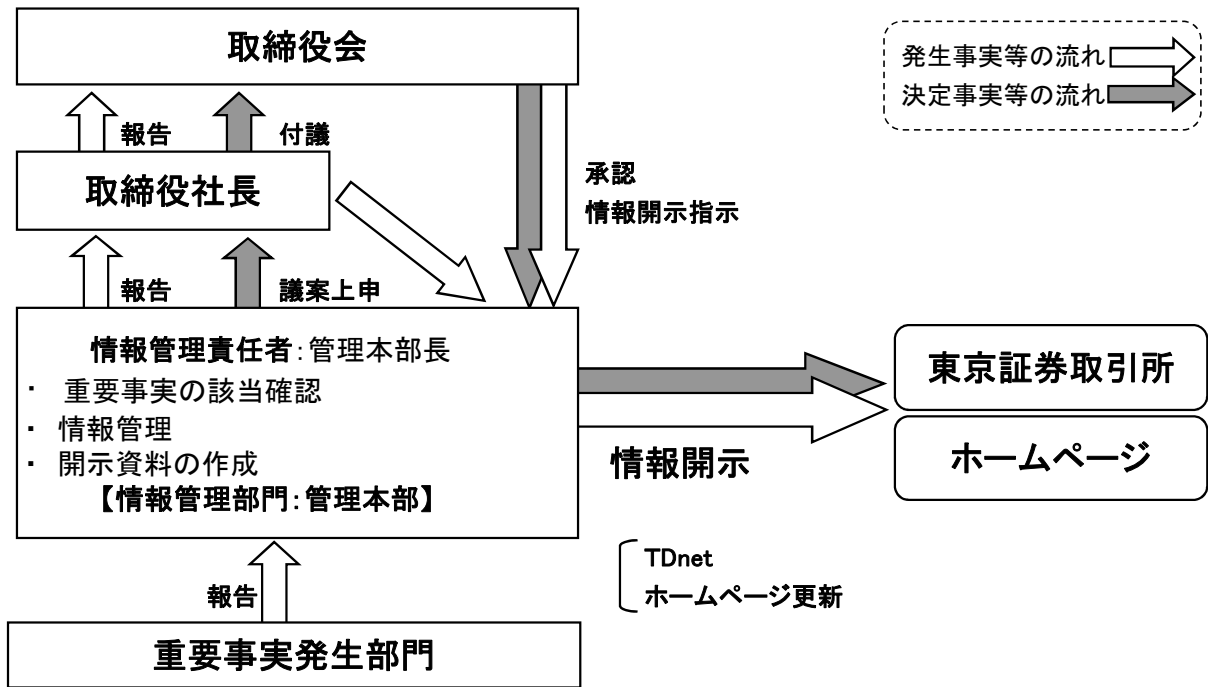 取締役会
発生事実等の流れ
決定事実等の流れ
報告
付議
取締役社長
承認
情報開示指示
報告
議案上申
情報管理責任者：管理本部長
・ 重要事実の該当確認
・ 情報管理
・ 開示資料の作成
【情報管理部門：管理本部】
東京証券取引所
ホームページ
情報開示
TDnet
ホームページ更新
報告
重要事実発生部門